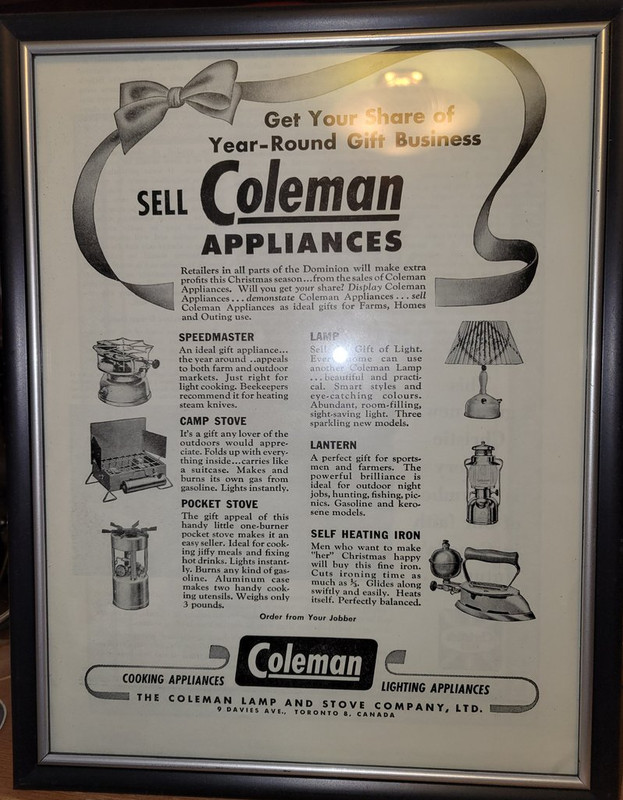 Get Your Share of
Year-Round Gift Business
SELL Coleman
APPLIANCES
Retailers in all parts of the Dominion will make extra
profits this Christmas season...from the sales of Coleman
Appliances. Will you get your share? Display Coleman
Appliances... demonstate Coleman Appliances... sell
Coleman Appliances as ideal gifts for Farms, Homes
and Outing use.
SPEEDMASTER
An ideal gift appliance...
the year around ..appeals
to both farm and outdoor
markets. Just right for
light cooking. Beekeepers
recommend it for heating
steam knives.
CAMP STOVE
It's a gift any lover of the
outdoors would appre-
ciate. Folds up with every-
thing inside...carries like
a suitcase. Makes and
burns its own gas from
gasoline. Lights instantly.
POCKET STOVE
The gift appeal of this
handy little one-burner
pocket stove makes it an
easy seller. Ideal for cook-
ing jiffy meals and fixing
hot drinks. Lights instant-
ly. Burns any kind of gas-
oline. Aluminum case
makes two handy cook-
ing utensils. Weighs only
3 pounds.
LAMP
Gift of Light.
can use
another Coleman Lamp
...beautiful and practi-
cal. Smart styles and
eye-catching colours.
Abundant, room-filling,
sight-saving light. Three
sparkling new models.
LANTERN
A perfect gift for sports-
men and farmers. The
powerful brilliance is
ideal for outdoor night
jobs, hunting, fishing, pic-
nics. Gasoline and kero-
sene models.
SELF HEATING IRON
Men who want to make
"her" Christmas happy
will buy this fine iron.
Cuts ironing time as
much as ⅓. Glides along
swiftly and easily. Heats
itself. Perfectly balanced.
Order from Your Jobber
Coleman
COOKING APPLIANCES
LIGHTING APPLIANCES
THE COLEMAN LAMP AND STOVE COMPANY, LTD.
9 DAVIES AVE., TORONTO 8, CANADA